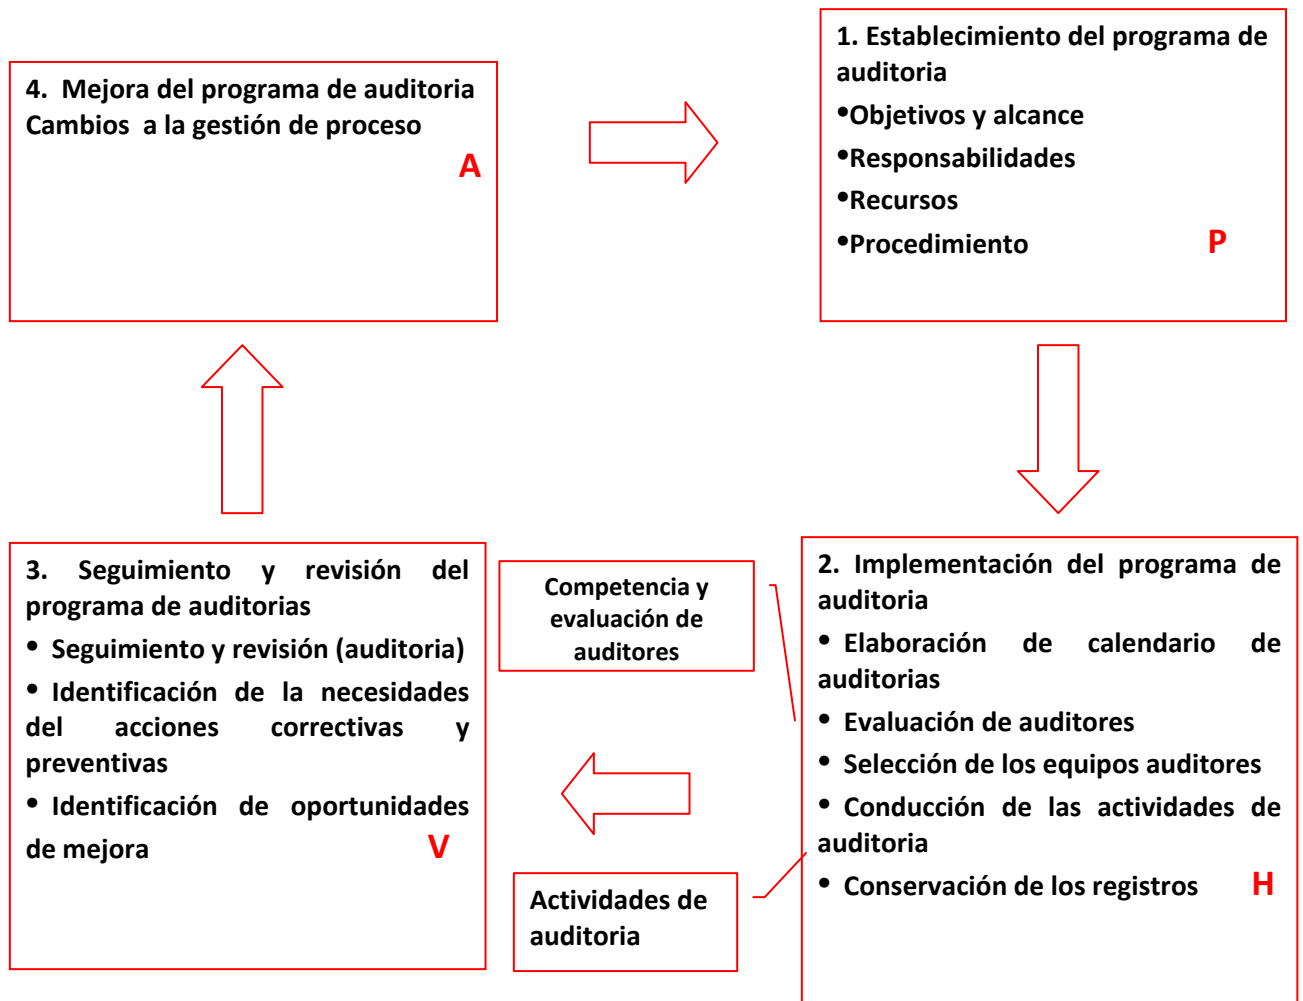 1. Establecimiento del programa de
auditoria
•Objetivos y alcance
•Responsabilidades
•Recursos
•Procedimiento P
2. Implementación del programa de
auditoria
• Elaboración de calendario de
auditorias
• Evaluación de auditores
• Selección de los equipos auditores
• Conducción de las actividades de
auditoria
• Conservación de los registros H
Competencia y
evaluación de
auditores
Actividades de
auditoria
3. Seguimiento y revisión del
programa de auditorias
• Seguimiento y revisión (auditoria)
• Identificación de la necesidades
del acciones correctivas y
preventivas
• Identificación de oportunidades
de mejora V
4. Mejora del programa de auditoria
Cambios a la gestión de proceso
A